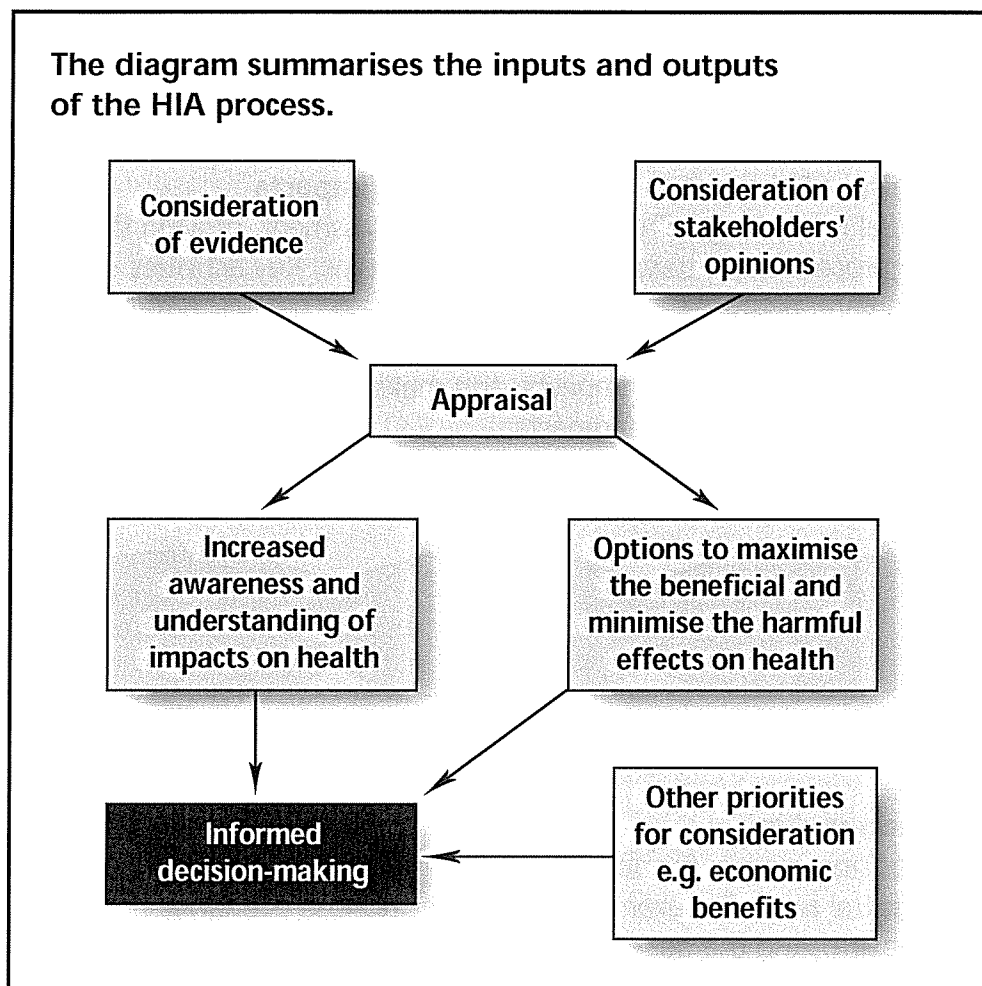 The diagram summarises the inputs and outputs
of the HIA process.
Consideration
of evidence
Consideration of
stakeholders'
opinions
Appraisal
Increased
awareness and
understanding of
impacts on health
Options to maximise
the beneficial and
minimise the harmful
effects on health
Informed
decision-making
Other priorities
for consideration
e.g. economic
benefits